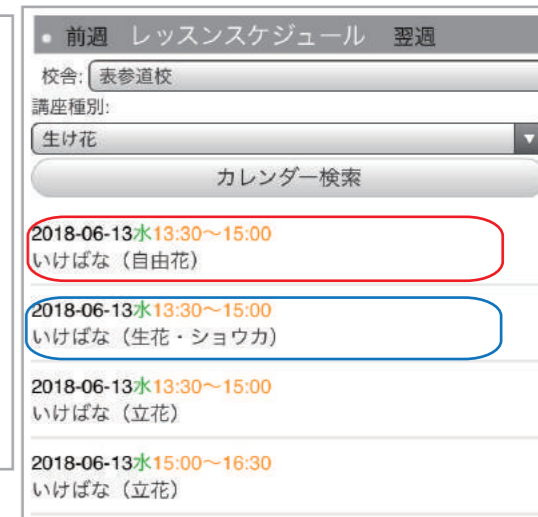 前週 レッスンスケジュール 翌週
校舎: 表参道校
講座種別:
生け花
カレンダー検索
2018-06-13水13:30〜15:00
いけばな（自由花）
2018-06-13水13:30〜15:00
いけばな（生花・ショウカ）
2018-06-13水13:30〜15:00
いけばな（立花）
2018-06-13水15:00〜16:30
いけばな（立花）